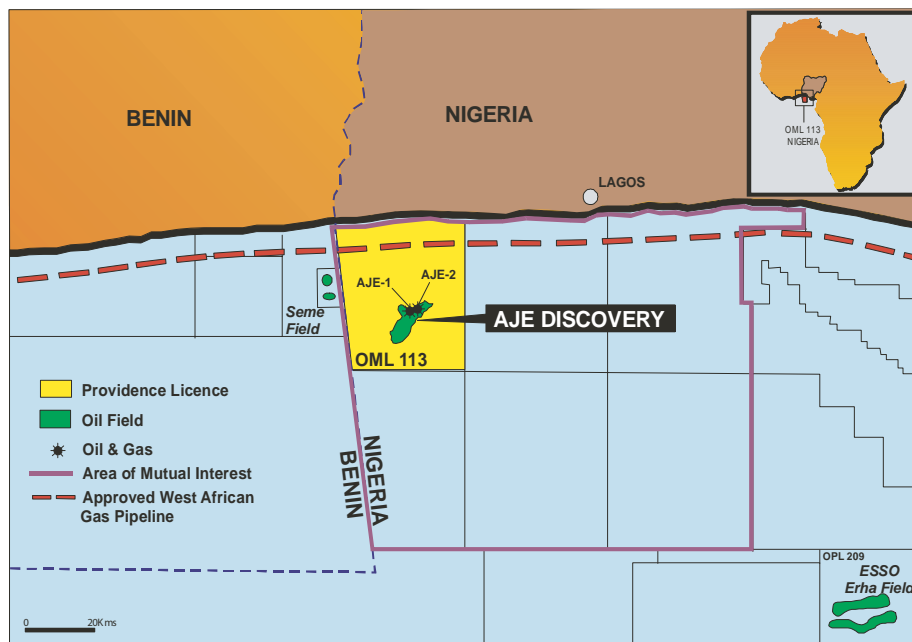 BENIN
NIGERIA
OML 113
NIGERIA
LAGOS
AJE-1
AJE-2
Seme
Field
AJE DISCOVERY
OML 113
Providence Licence
Oil Field
Oil & Gas
Area of Mutual Interest
Approved West African
Gas Pipeline
NIGERIA
BENIN
OPL 209
ESSO
Erha Field
0 20Kms